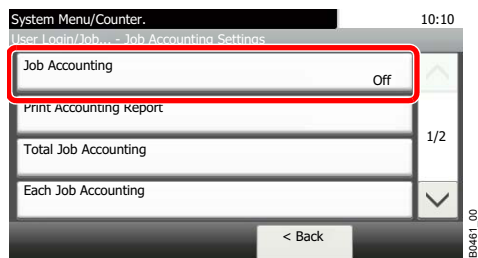 System Menu/Counter.
10:10
User Login/Job... - Job Accounting Settings
Job Accounting
Off
Print Accounting Report
1/2
Total Job Accounting
Each Job Accounting
< Back
B0461_00